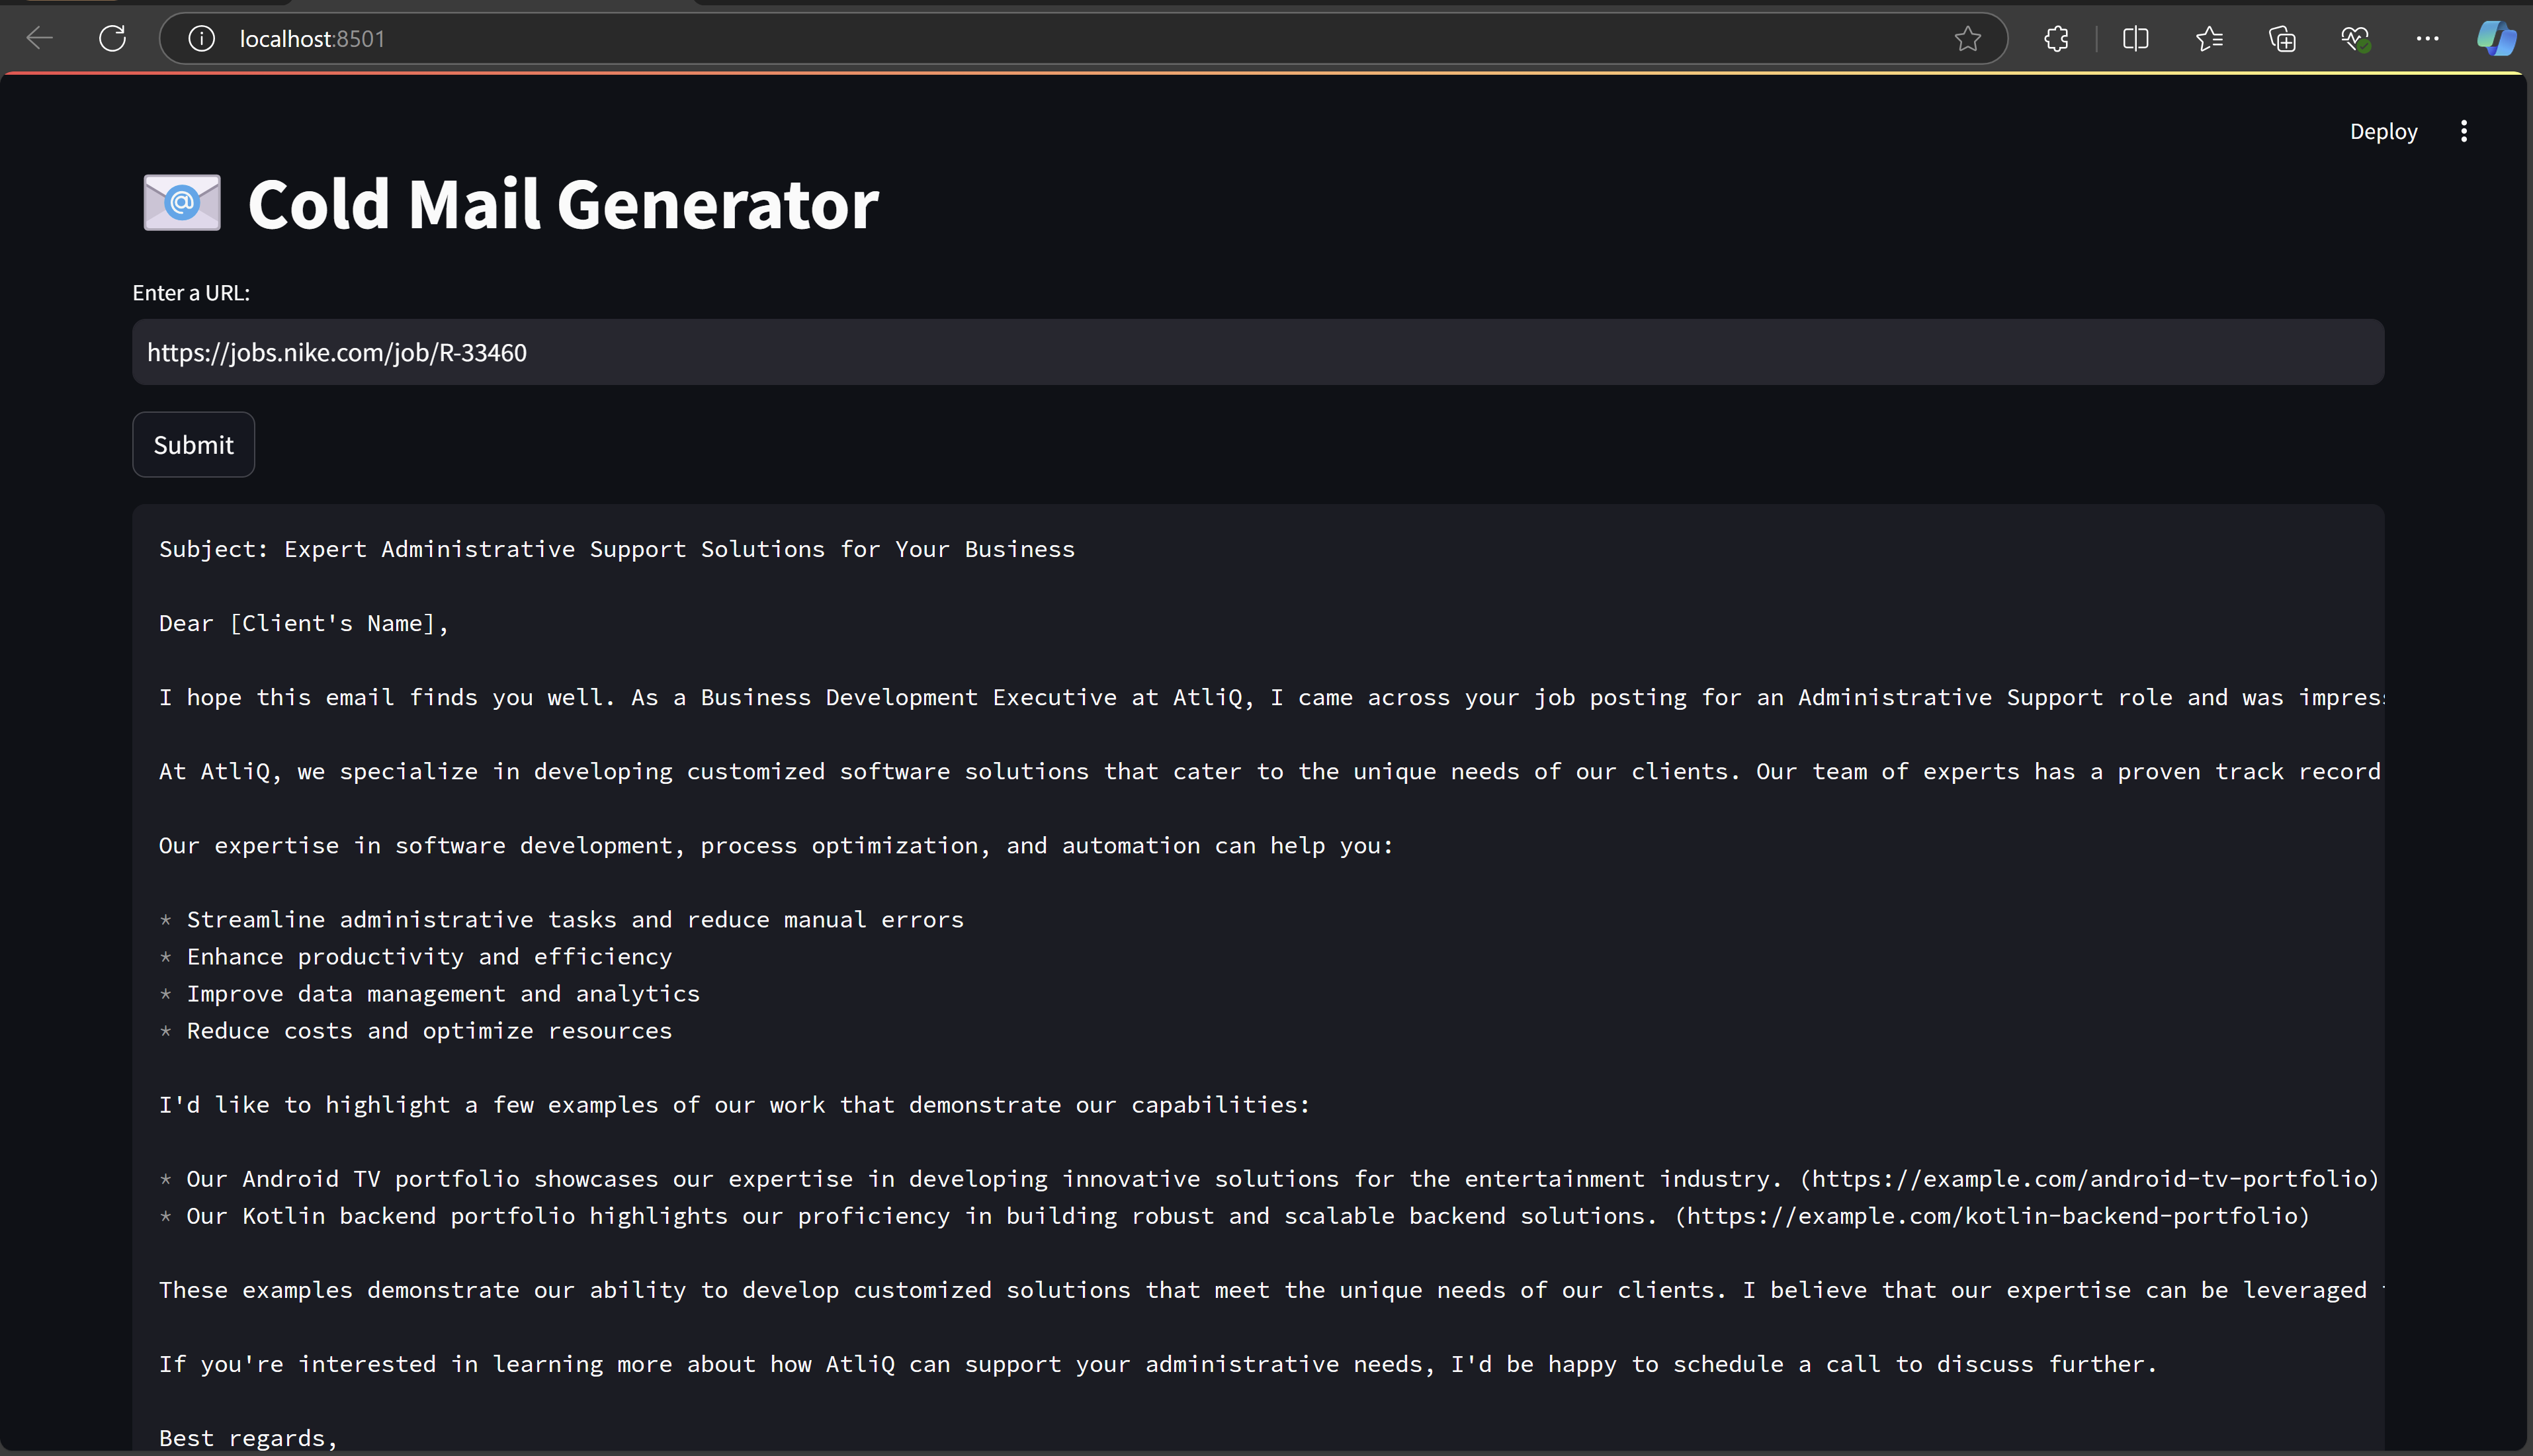 localhost:8501
Deploy
Cold Mail Generator
Enter a URL:
https://jobs.nike.com/job/R-33460
Submit
Subject: Expert Administrative Support Solutions for Your Business
Dear [Client's Name],
I hope this email finds you well. As a Business Development Executive at AtliQ, I came across your job posting for an Administrative Support role and was
At AtliQ, we specialize in developing customized software solutions that cater to the unique needs of our clients. Our team of experts has a proven track record
Our expertise in software development, process optimization, and automation can help you:
* Streamline administrative tasks and reduce manual errors
* Enhance productivity and efficiency
* Improve data management and analytics
* Reduce costs and optimize resources
I'd like to highlight a few examples of our work that demonstrate our capabilities:
* Our Android TV portfolio showcases our expertise in developing innovative solutions for the entertainment industry. (https://example.com/android-tv-portfolio)
* Our Kotlin backend portfolio highlights our proficiency in building robust and scalable backend solutions. (https://example.com/kotlin-backend-portfolio)
These examples demonstrate our ability to develop customized solutions that meet the unique needs of our clients. I believe that our expertise can be leveraged
If you're interested in learning more about how AtliQ can support your administrative needs, I'd be happy to schedule a call to discuss further.
Best regards,